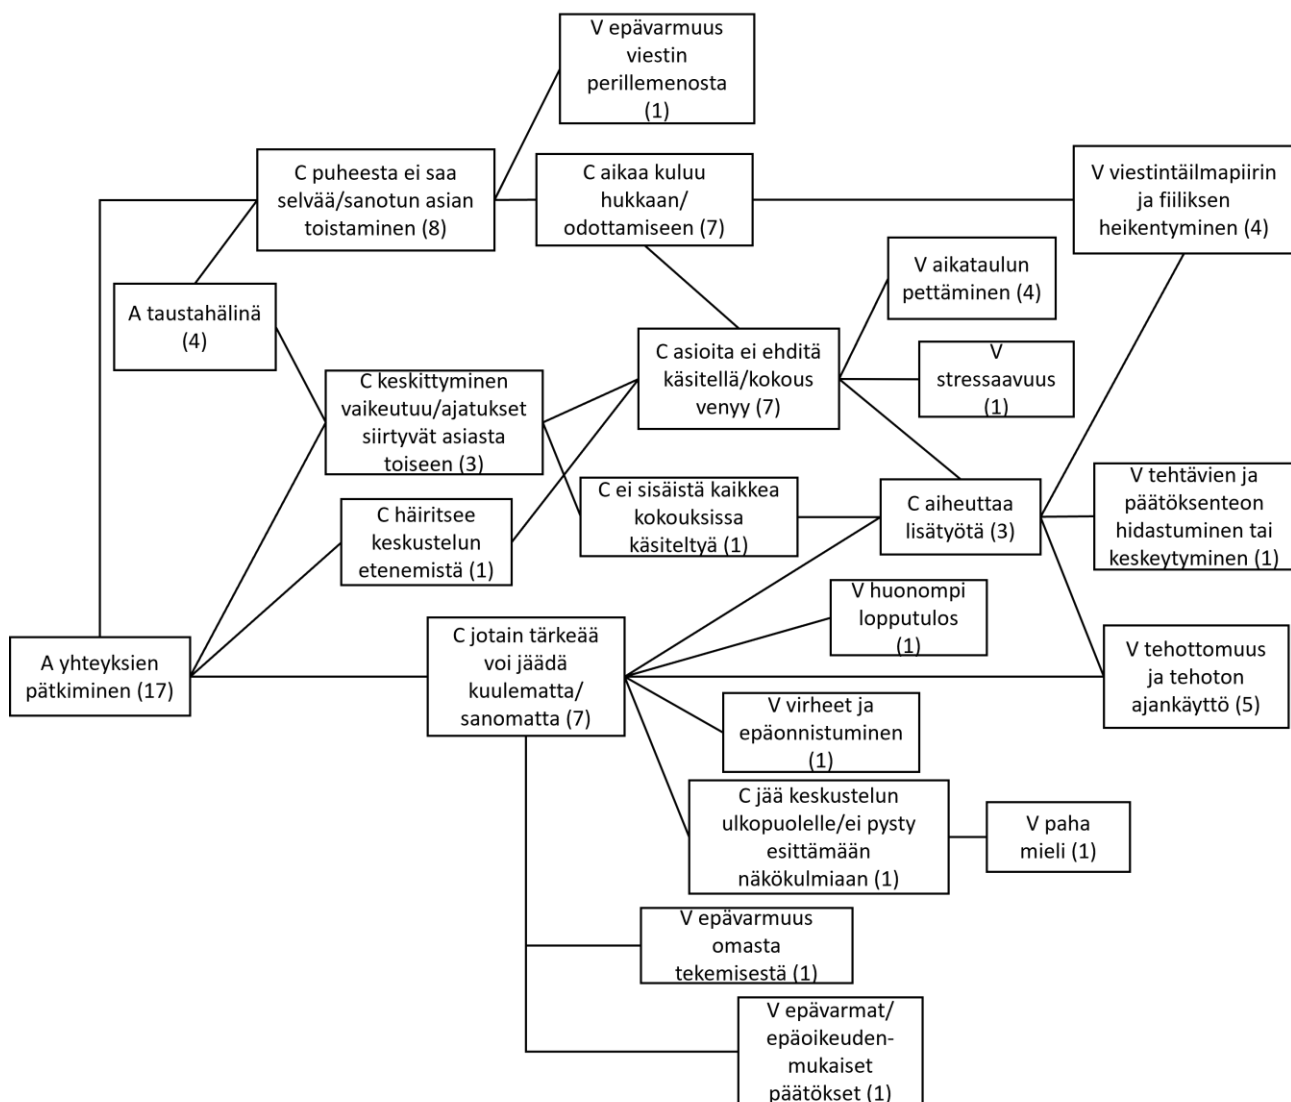 V epävarmuus
viestin
perillemenosta
(1)
C puheesta ei saa
selvää/sanotun asian
toistaminen (8)
C aikaa kuluu
hukkaan/
odottamiseen (7)
V viestintäilmapiirin
ja fiiliksen
heikentyminen (4)
V aikataulun
pettäminen (4)
A taustahälinä
(4)
C asioita ei ehditä
käsitellä/kokous
venyy (7)
V
stressaavuus
(1)
C keskittyminen
vaikeutuu/ajatukset
siirtyvät asiasta
toiseen (3)
C ei sisäistä kaikkea
kokouksissa
käsiteltyä (1)
C aiheuttaa
lisätyötä (3)
V tehtävien ja
päätöksenteon
hidastuminen tai
keskeytyminen (1)
C häiritsee
keskustelun
etenemistä (1)
V huonompi
lopputulos
(1)
A yhteyksien
pätkiminen (17)
C jotain tärkeää
voi jäädä
kuulematta/
sanomatta (7)
V tehottomuus
ja tehoton
ajankäyttö (5)
V virheet ja
epäonnistuminen
(1)
C jää keskustelun
ulkopuolelle/ei pysty
esittämään
näkökulmiaan (1)
V paha
mieli (1)
V epävarmuus
omasta
tekemisestä (1)
V epävarmat/
epäoikeuden-
mukaiset
päätökset (1)